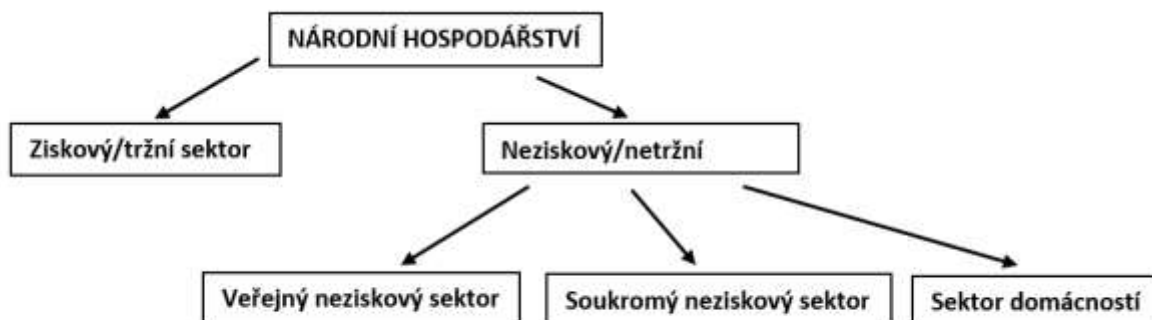 NÁRODNÍ HOSPODÁŘSTVÍ
Ziskový/tržní sektor
Neziskový/netržní
Veřejný neziskový sektor
Soukromý neziskový sektor
Sektor domácností